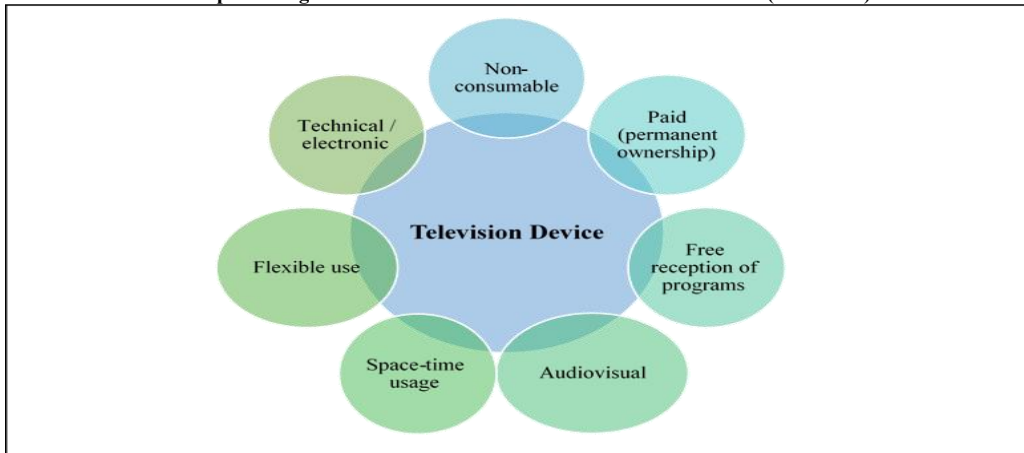 Non-
consumable
Paid
(permanent
ownership)
Free
reception of
programs
Audiovisual
Space-time
usage
Flexible use
Technical /
electronic
Television Device